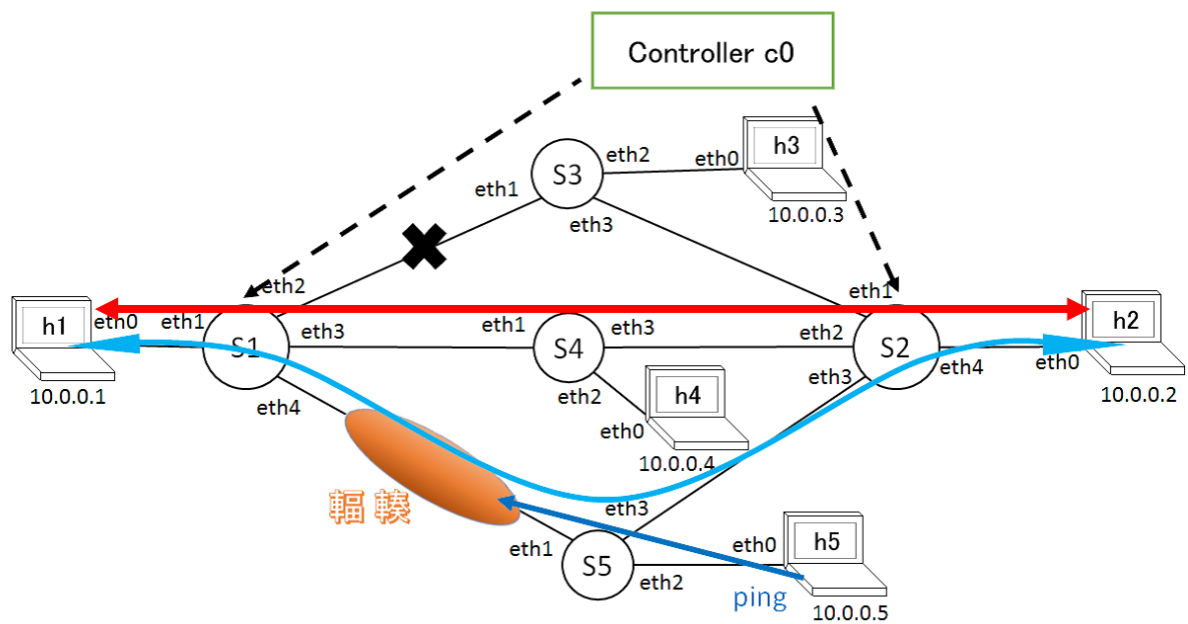 Controller c0
h3
eth2
eth0
S3
eth1
10.0.0.3
eth3
eth2
eth1
h1
eth0
eth1
h2
eth3
eth1
eth3
eth2
S1
S4
S2
eth0
eth4
10.0.0.1
10.0.0.2
eth4
eth2
h4
eth3
eth0
10.0.0.4
輻輳
eth3
h5
eth1
eth0
S5
eth2
ping
10.0.0.5